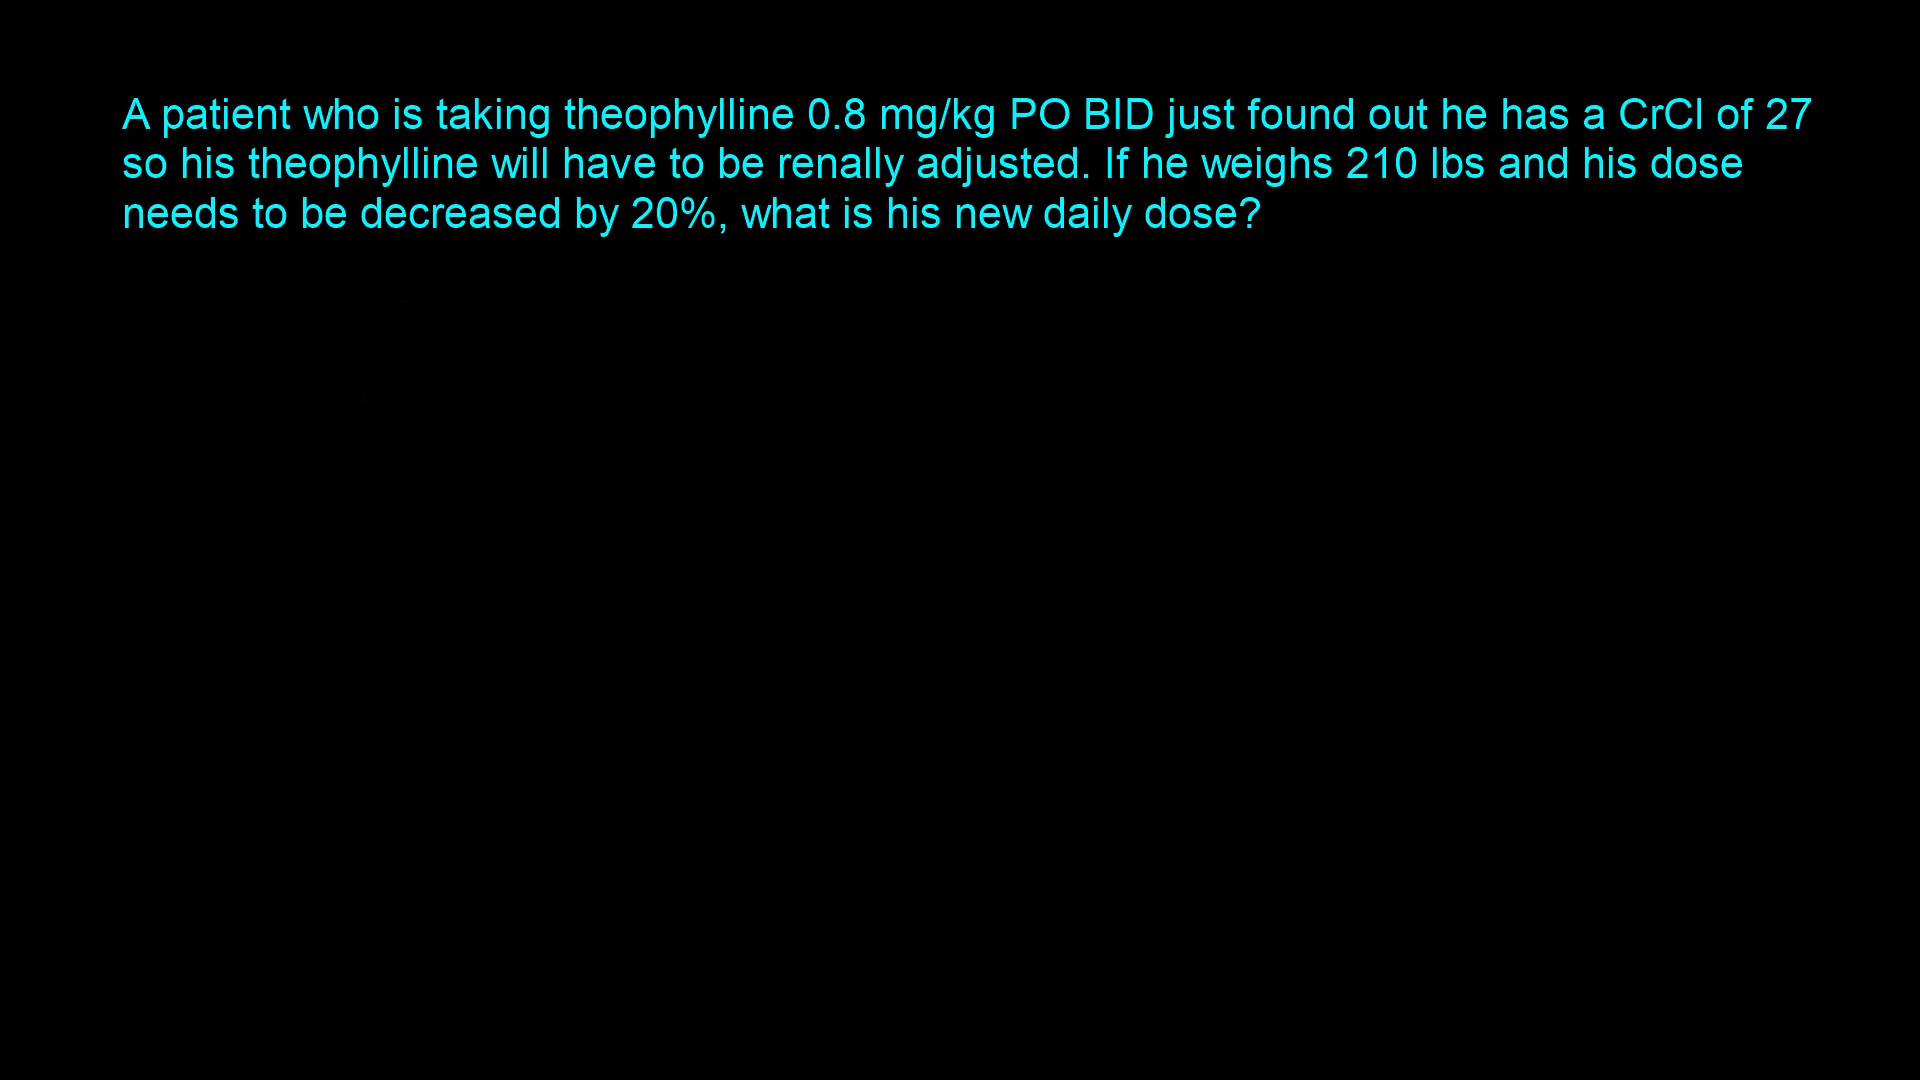 A patient who is taking theophylline 0.8 mg/kg PO BID just found out he has a CrCl of 27
so his theophylline will have to be renally adjusted. If he weighs 210 lbs and his dose
needs to be decreased by 20%, what is his new daily dose?